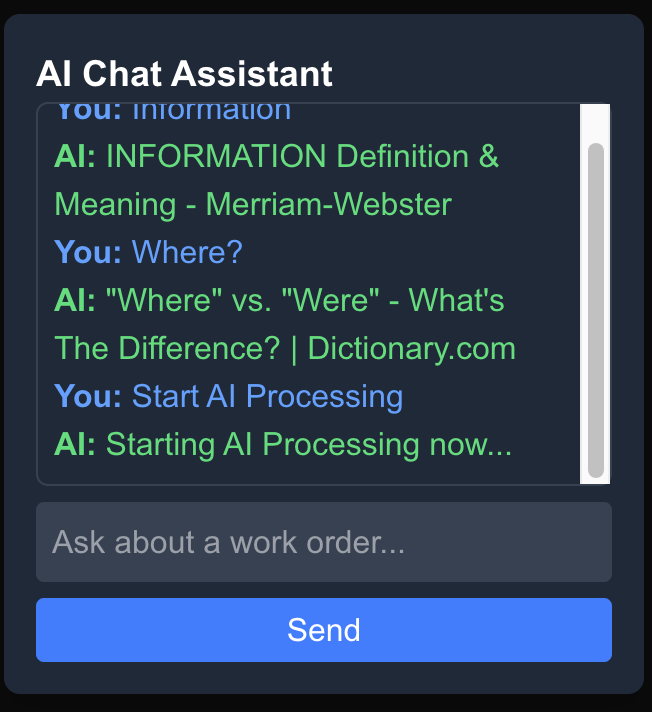 AI Chat Assistant
You: Information
AI: INFORMATION Definition &
Meaning - Merriam-Webster
You: Where?
AI: "Where" vs. "Were" - What's
The Difference? | Dictionary.com
You: Start AI Processing
AI: Starting AI Processing now...
Ask about a work order...
Send